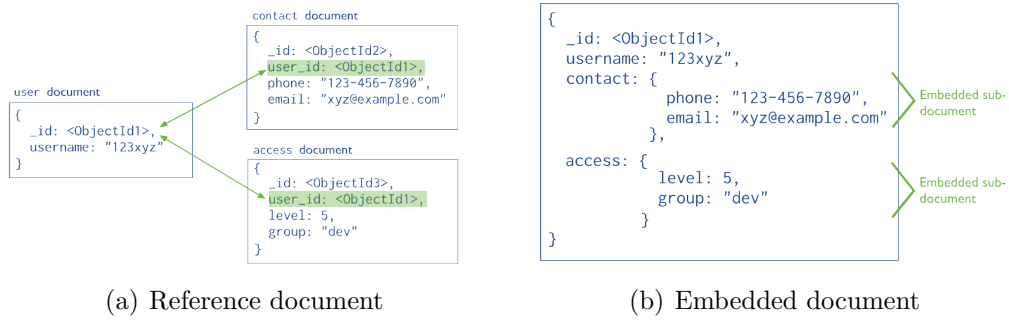 contact document
{
_id: <ObjectId2>,
user_id: <ObjectId1>,
phone: "123-456-7890",
email: "xyz@example.com"
}
user document
{
_id: <ObjectId1>,
username: "123xyz"
}
access document
{
_id: <ObjectId3>,
user_id: <ObjectId1>,
level: 5,
group: "dev"
}
(a) Reference document
{
_id: <ObjectId1>,
username: "123xyz",
contact: {
phone: "123-456-7890",
email: "xyz@example.com"
},
access: {
level: 5,
group: "dev"
}
}
Embedded sub-
document
Embedded sub-
document
(b) Embedded document